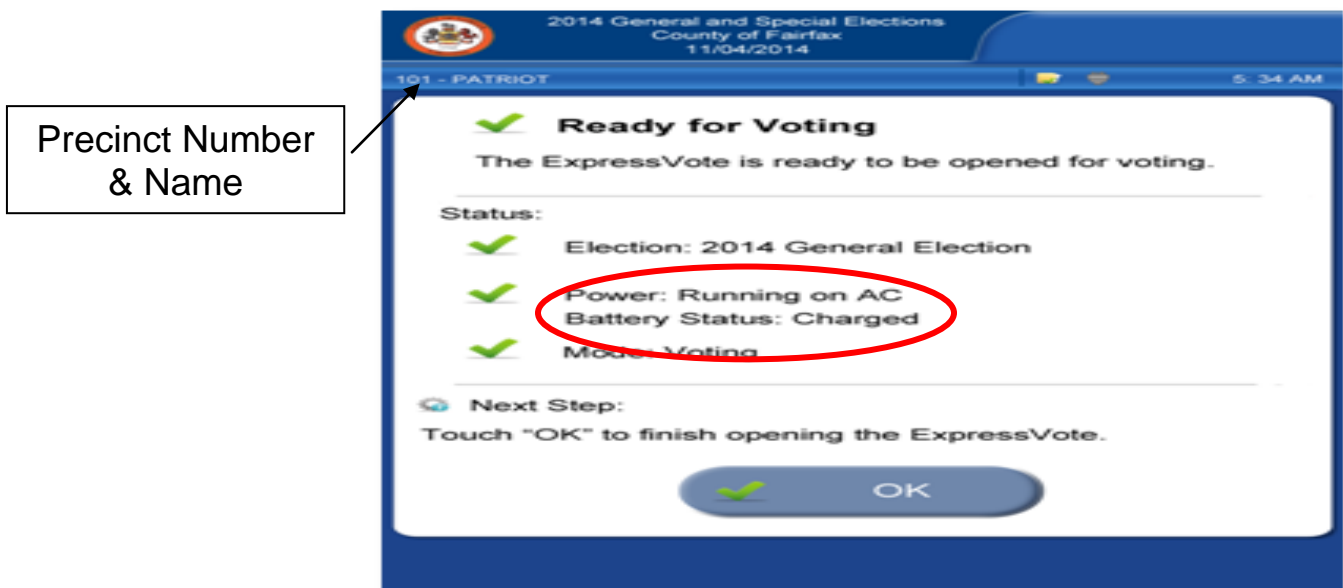 2014 General and Special Elections
County of Fairfax
11/04/2014
101 - PATRIOT
5: 34 AM
Precinct Number
& Name
Ready for Voting
The ExpressVote is ready to be opened for voting.
Status:
Election: 2014 General Election
Power: Running on AC
Battery Status: Charged
Mode: Voting
Next Step:
Touch "OK" to finish opening the ExpressVote.
OK